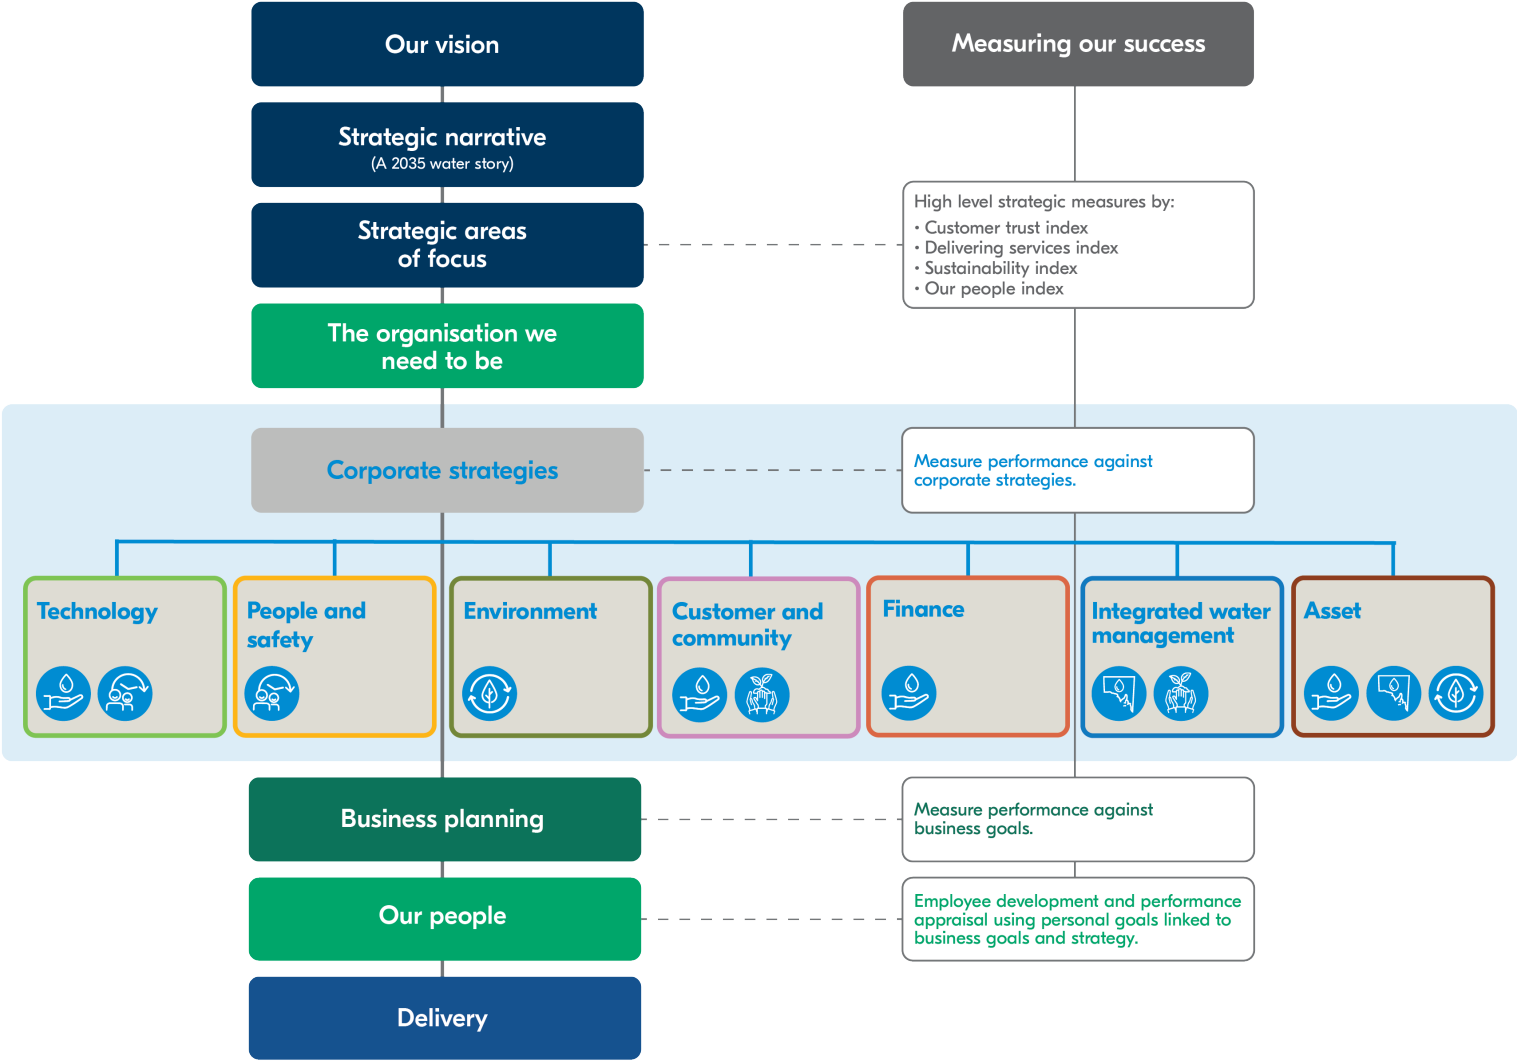 Our vision
Measuring our success
Strategic narrative
(A 2035 water story)
Strategic areas
of focus
High level strategic measures by:
• Customer trust index
• Delivering services index
• Sustainability index
• Our people index
The organisation we
need to be
Corporate strategies
Measure performance against
corporate strategies.
Technology
People and
safety
Environment
Customer and
community
Finance
Integrated water
management
Asset
Business planning
Measure performance against
business goals.
Our people
Employee development and performance
appraisal using personal goals linked to
business goals and strategy.
Delivery